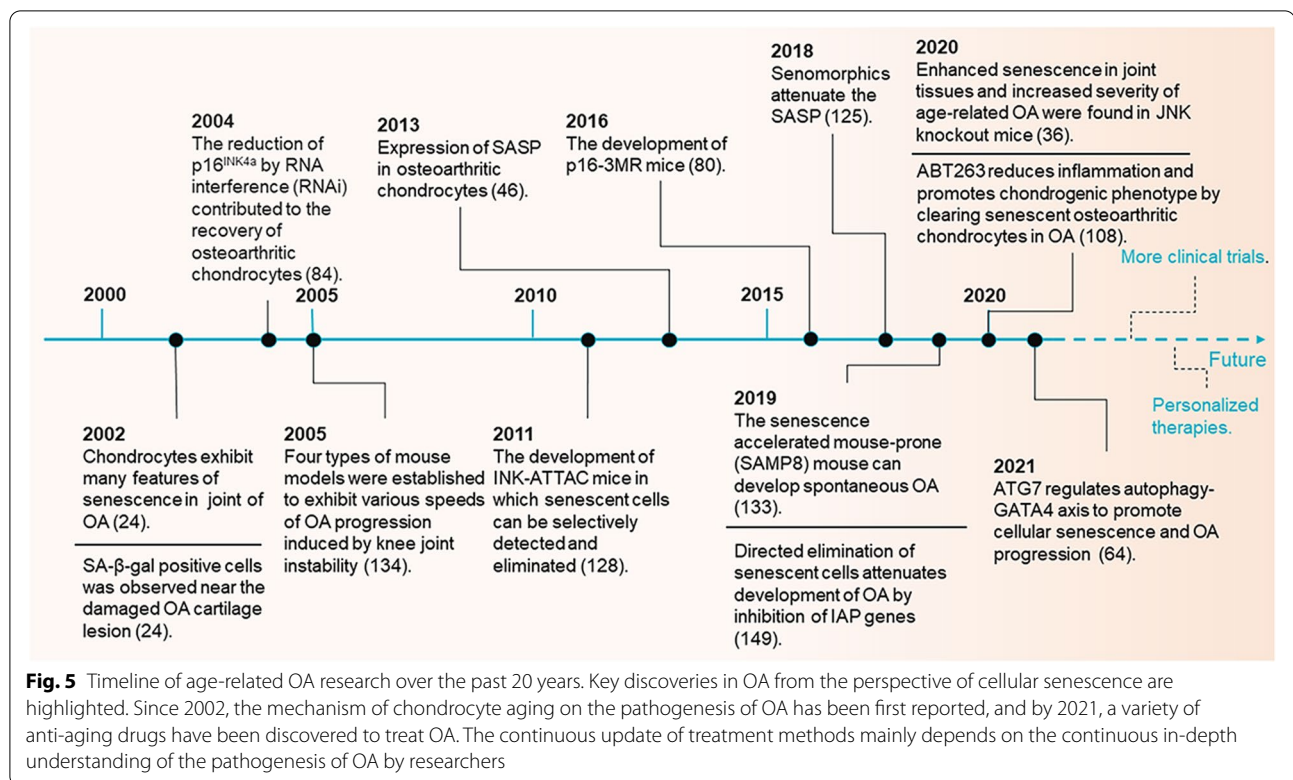 2004
The reduction of
p16INK4a by RNA
interference (RNAi)
contributed to the
recovery of
osteoarthritic
chondrocytes (84).
2013
Expression of SASP
in osteoarthritic
chondrocytes (46).
2016
The development of
p16-3MR mice (80).
2018
Senomorphics
attenuate the
SASP (125).
2020
Enhanced senescence in joint
tissues and increased severity of
age-related OA were found in JNK
knockout mice (36).
ABT263 reduces inflammation and
promotes chondrogenic phenotype by
clearing senescent osteoarthritic
chondrocytes in OA (108).
More clinical trials.
2000
2005
2010
2015
2020
Future
Personalized
therapies.
2002
Chondrocytes exhibit
many features of
senescence in joint of
OA (24).
SA-β-gal positive cells
was observed near the
damaged OA cartilage
lesion (24).
2005
Four types of mouse
models were established
to exhibit various speeds
of OA progression
induced by knee joint
instability (134).
2011
The development of
INK-ATTAC mice in
which senescent cells
can be selectively
detected and
eliminated (128).
2019
The senescence
accelerated mouse-prone
(SAMP8) mouse can
develop spontaneous OA
(133).
Directed elimination of
senescent cells attenuates
development of OA by
inhibition of IAP genes
(149).
2021
ATG7 regulates autophagy-
GATA4 axis to promote
cellular senescence and OA
progression (64).
Fig. 5 Timeline of age-related OA research over the past 20 years. Key discoveries in OA from the perspective of cellular senescence are
highlighted. Since 2002, the mechanism of chondrocyte aging on the pathogenesis of OA has been first reported, and by 2021, a variety of
anti-aging drugs have been discovered to treat OA. The continuous update of treatment methods mainly depends on the continuous in-depth
understanding of the pathogenesis of OA by researchers